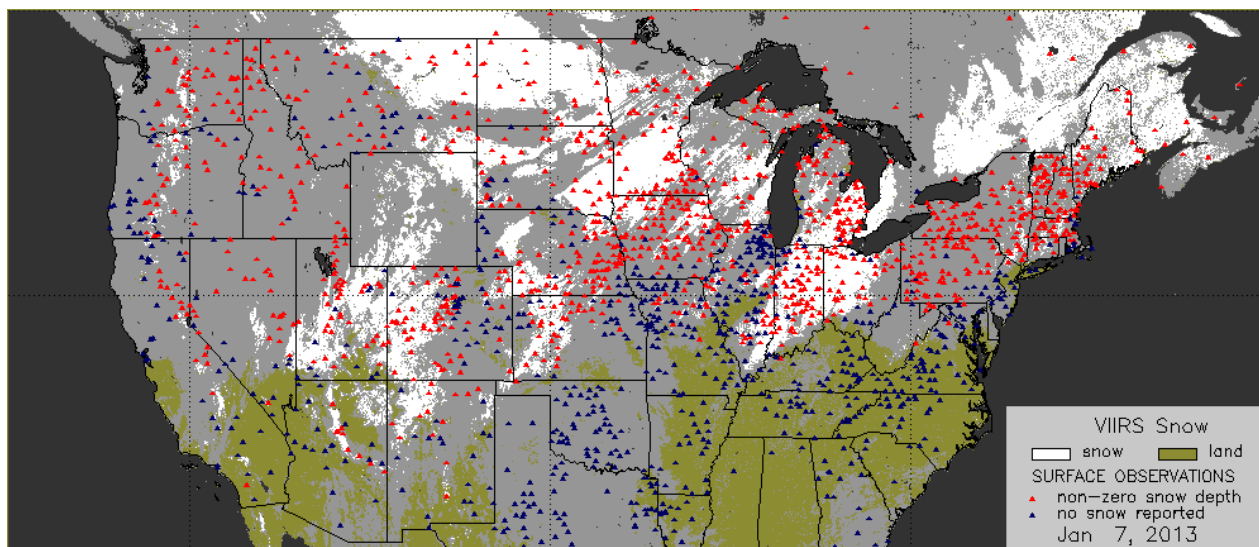 VIIRS Snow
snow land
SURFACE OBSERVATIONS
non-zero snow depth
no snow reported
Jan 7, 2013